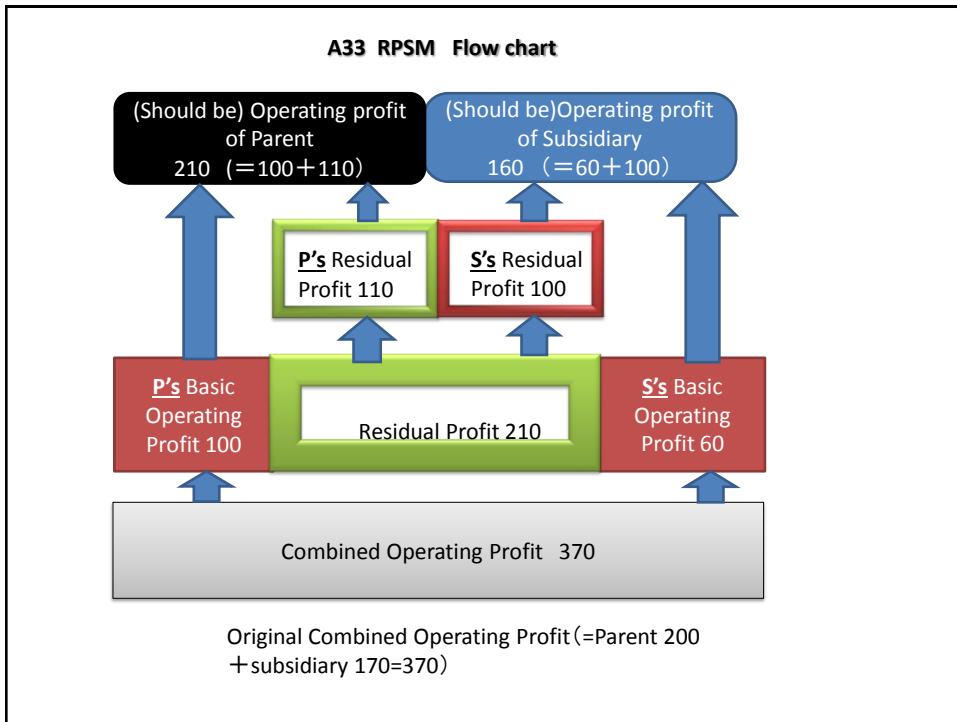 A33 RPSM Flow chart
(Should be) Operating profit
of Parent
210 (＝100＋110）
(Should be)Operating profit
of Subsidiary
160 （＝60＋100）
P's Residual
Profit 110
S's Residual
Profit 100
P's Basic
Operating
Profit 100
Residual Profit 210
S's Basic
Operating
Profit 60
Combined Operating Profit 370
Original Combined Operating Profit（=Parent 200
＋subsidiary 170=370）